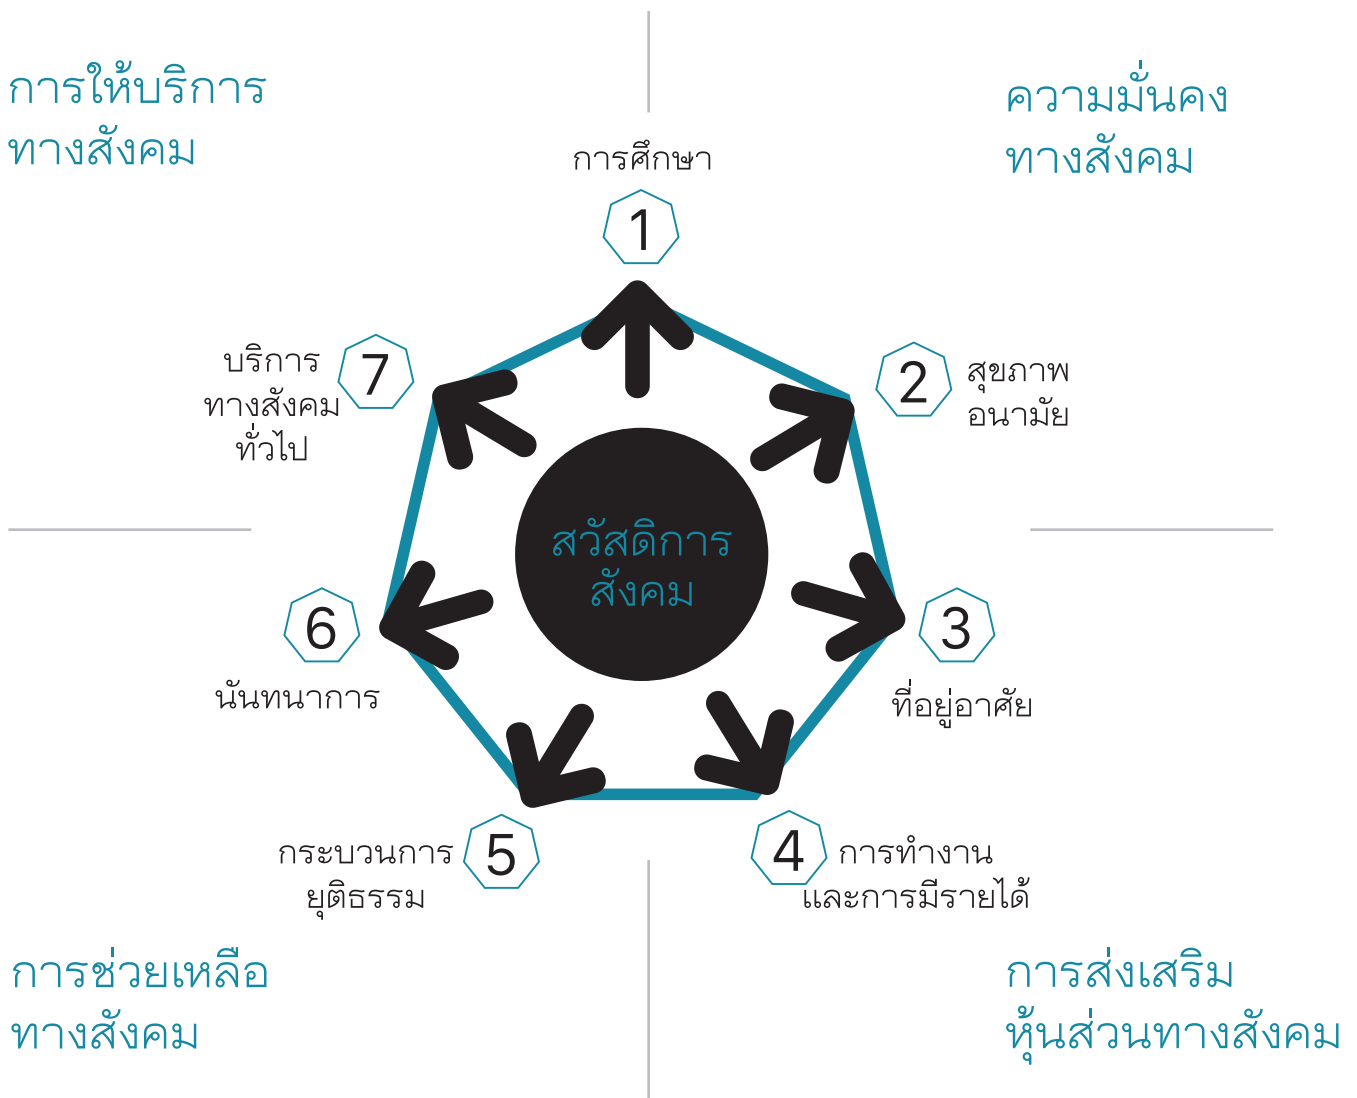 การให้บริการ
ทางสังคม
ความมั่นคง
ทางสังคม
การศึกษา
1
2
สุขภาพ
อนามัย
3
ที่อยู่อาศัย
4
การทำงาน
และการมีรายได้
5
กระบวนการ
ยุติธรรม
6
นันทนาการ
7
บริการ
ทางสังคม
ทั่วไป
สวัสดิการ
สังคม
การช่วยเหลือ
ทางสังคม
การส่งเสริม
หุ้นส่วนทางสังคม